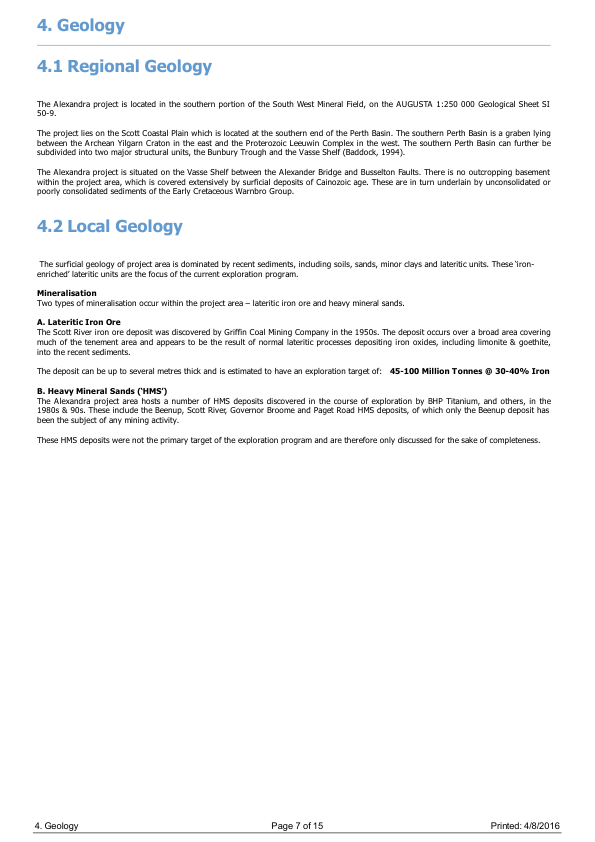 4. Geology
4.1 Regional Geology
The Alexandra project is located in the southern portion of the South West Mineral Field, on the AUGUSTA 1:250 000 Geological Sheet SI
50-9.
The project lies on the Scott Coastal Plain which is located at the southern end of the Perth Basin. The southern Perth Basin is a graben lying
between the Archean Yilgarn Craton in the east and the Proterozoic Leeuwin Complex in the west. The southern Perth Basin can further be
subdivided into two major structural units, the Bunbury Trough and the Vasse Shelf (Baddock, 1994).
The Alexandra project is situated on the Vasse Shelf between the Alexander Bridge and Busselton Faults. There is no outcropping basement
within the project area, which is covered extensively by surficial deposits of Cainozoic age. These are in turn underlain by unconsolidated or
poorly consolidated sediments of the Early Cretaceous Warnbro Group.
4.2 Local Geology
The surficial geology of project area is dominated by recent sediments, including soils, sands, minor clays and lateritic units. These ‘iron-
enriched’ lateritic units are the focus of the current exploration program.
Mineralisation
Two types of mineralisation occur within the project area – lateritic iron ore and heavy mineral sands.
A. Lateritic Iron Ore
The Scott River iron ore deposit was discovered by Griffin Coal Mining Company in the 1950s. The deposit occurs over a broad area covering
much of the tenement area and appears to be the result of normal lateritic processes depositing iron oxides, including limonite & goethite,
into the recent sediments.
The deposit can be up to several metres thick and is estimated to have an exploration target of: 45-100 Million Tonnes @ 30-40% Iron
B. Heavy Mineral Sands (‘HMS’)
The Alexandra project area hosts a number of HMS deposits discovered in the course of exploration by BHP Titanium, and others, in the
1980s & 90s. These include the Beenup, Scott River, Governor Broome and Paget Road HMS deposits, of which only the Beenup deposit has
been the subject of any mining activity.
These HMS deposits were not the primary target of the exploration program and are therefore only discussed for the sake of completeness.
4. Geology Page 7 of 15 Printed: 4/8/2016